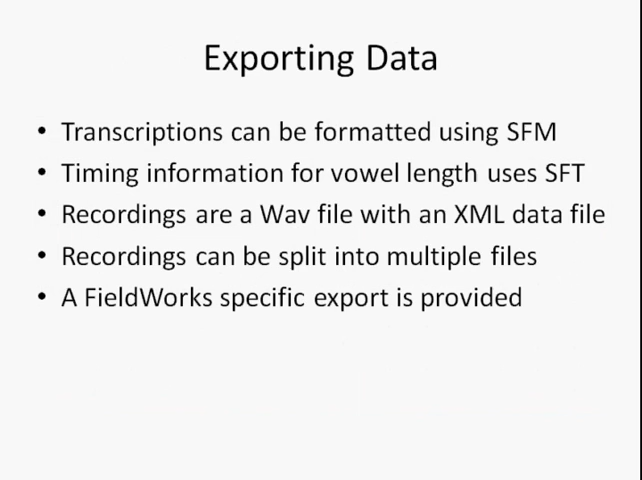 Exporting Data
• Transcriptions can be formatted using SFM
• Timing information for vowel length uses SFT
• Recordings are a Wav file with an XML data file
• Recordings can be split into multiple files
• A FieldWorks specific export is provided